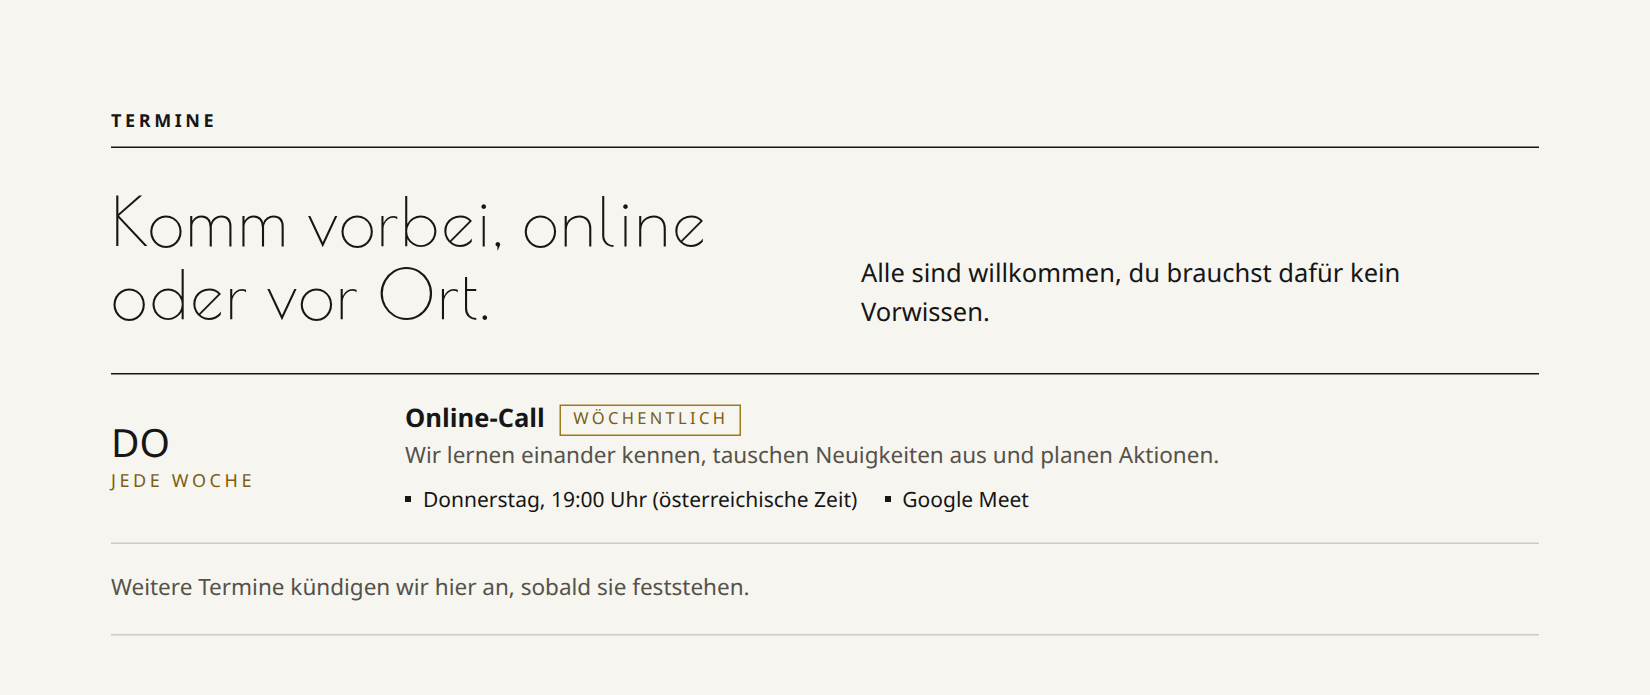 TERMINE
Komm vorbei, online
oder vor Ort.
Alle sind willkommen, du brauchst dafür kein
Vorwissen.
DO
JEDE WOCHE
Online-Call WÖCHENTLICH
Wir lernen einander kennen, tauschen Neuigkeiten aus und planen Aktionen.
Donnerstag, 19:00 Uhr (österreichische Zeit) Google Meet
Weitere Termine kündigen wir hier an, sobald sie feststehen.